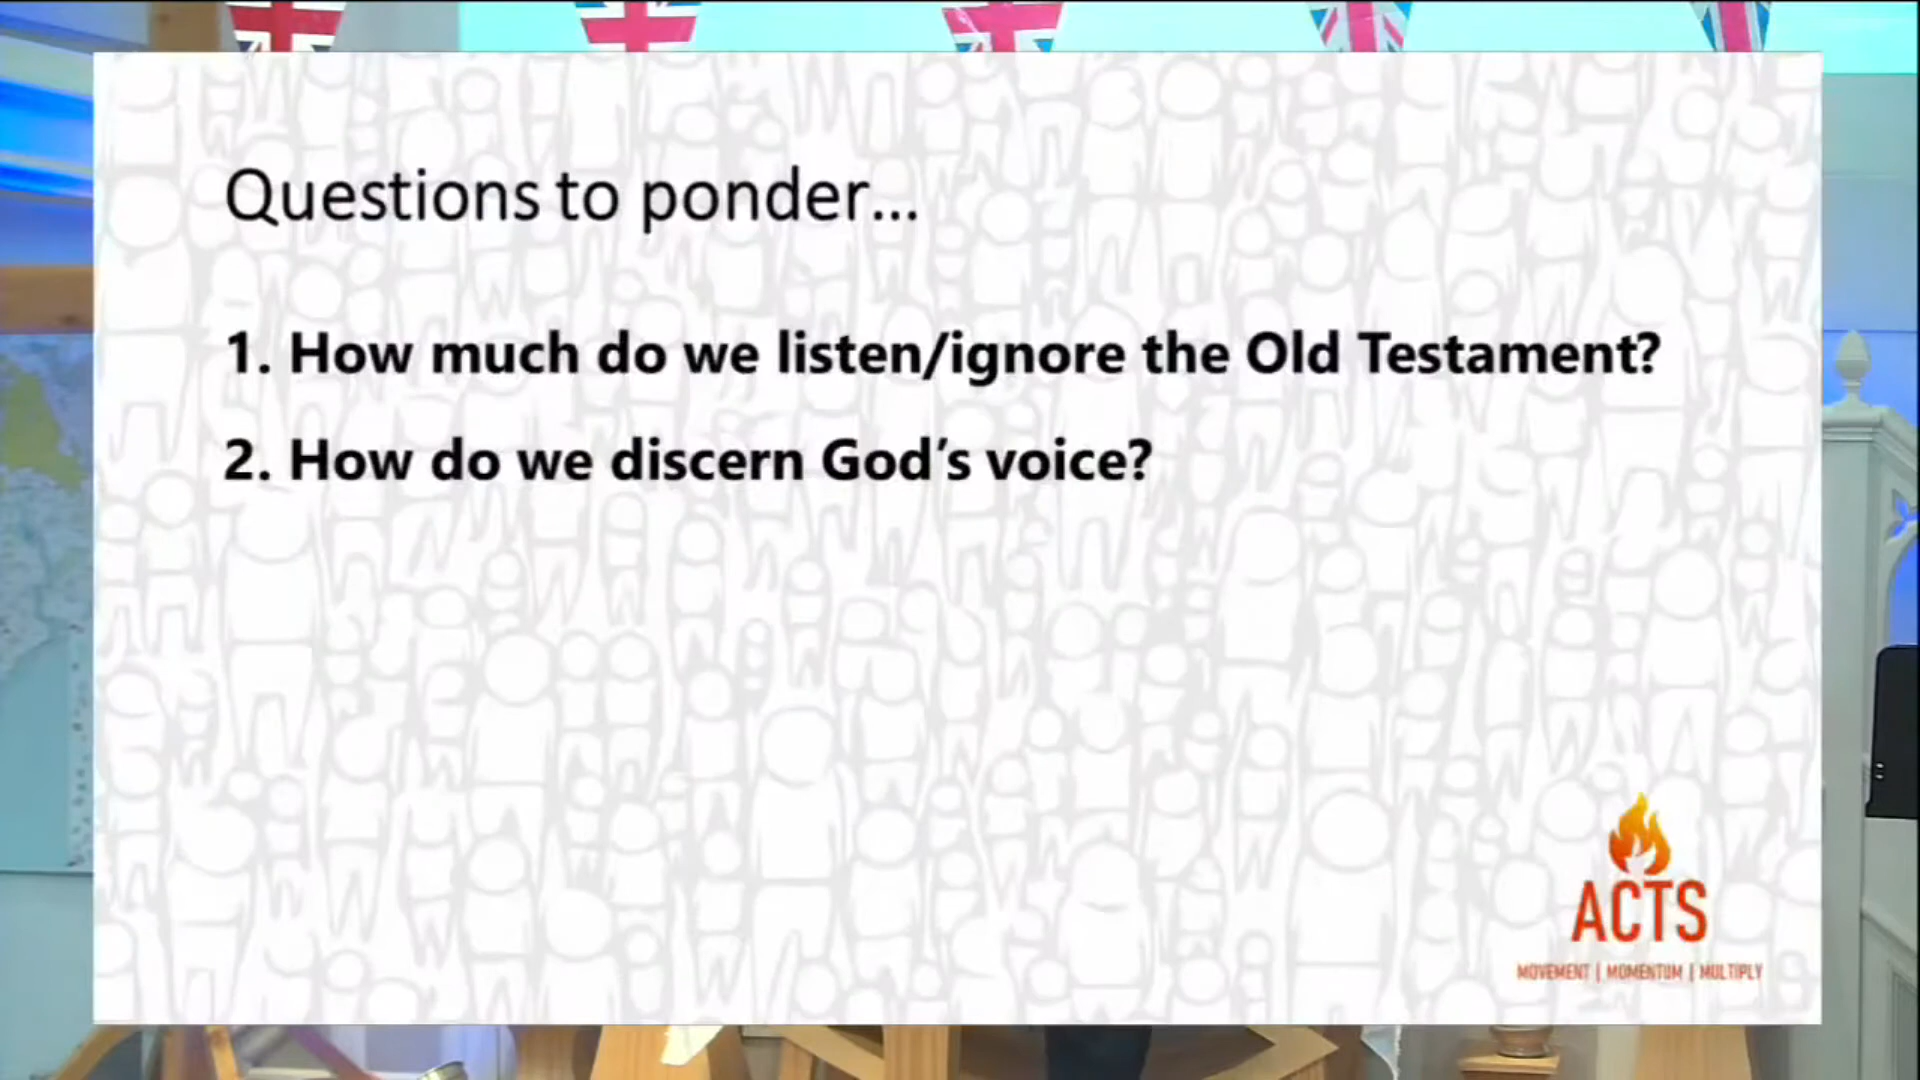 Questions to ponder...
1. How much do we listen/ignore the Old Testament?
2. How do we discern God's voice?
ACTS
MOVEMENT | MOMENTUM | MULTIPLY